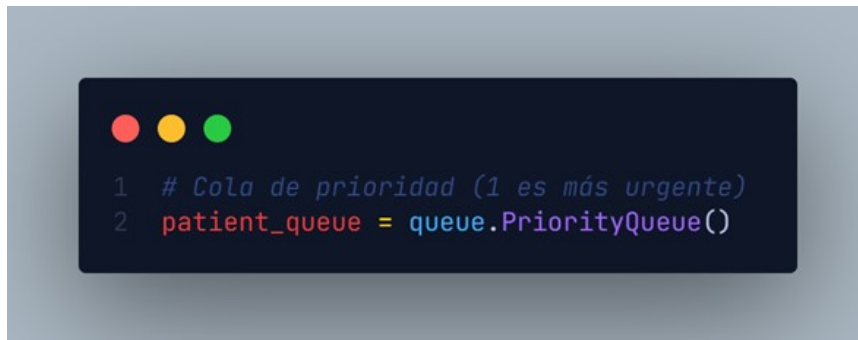 1 # Cola de prioridad (1 es más urgente)
2 patient_queue = queue.PriorityQueue()